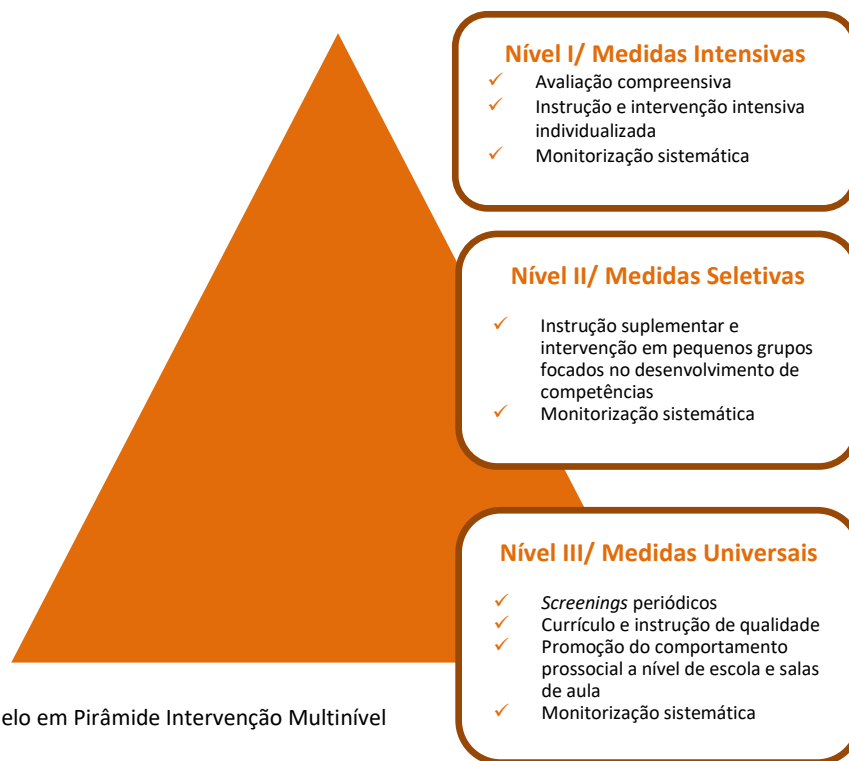 Nível I/ Medidas Intensivas
✓ Avaliação compreensiva
✓ Instrução e intervenção intensiva
individualizada
✓ Monitorização sistemática
Nível II/ Medidas Seletivas
✓ Instrução suplementar e
intervenção em pequenos grupos
focados no desenvolvimento de
competências
✓ Monitorização sistemática
Nível III/ Medidas Universais
✓ Screenings periódicos
✓ Currículo e instrução de qualidade
✓ Promoção do comportamento
prossocial a nível de escola e salas
de aula
✓ Monitorização sistemática
elo em Pirâmide Intervenção Multinível